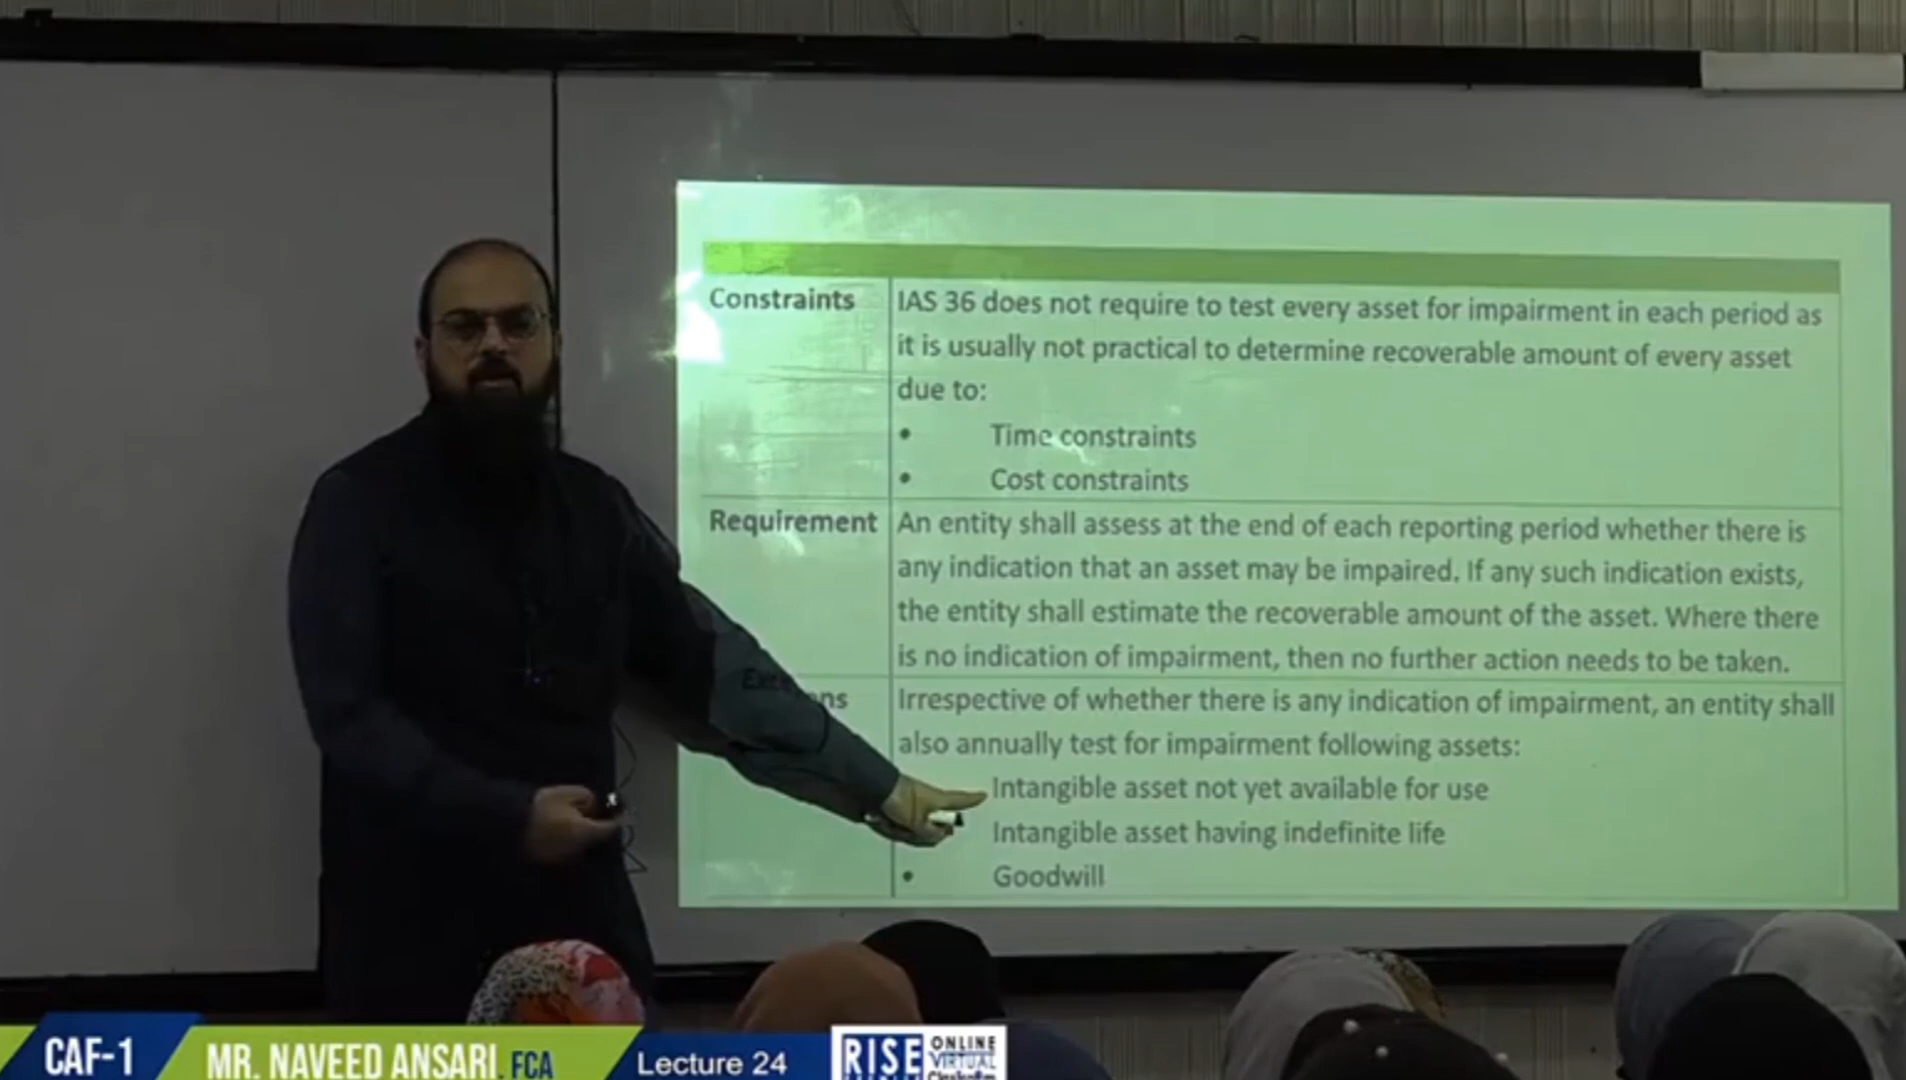 Constraints
IAS 36 does not require to test every asset for impairment in each period as
it is usually not practical to determine recoverable amount of every asset
due to:
• Time constraints
• Cost constraints
Requirement
An entity shall assess at the end of each reporting period whether there is
any indication that an asset may be impaired. If any such indication exists,
the entity shall estimate the recoverable amount of the asset. Where there
is no indication of impairment, then no further action needs to be taken.
Irrespective of whether there is any indication of impairment, an entity shall
also annually test for impairment following assets:
Intangible asset not yet available for use
Intangible asset having indefinite life
• Goodwill
CAF-1
MR. NAVEED ANSARI, FCA
Lecture 24
RISE
ONLINE
VIRTUAL